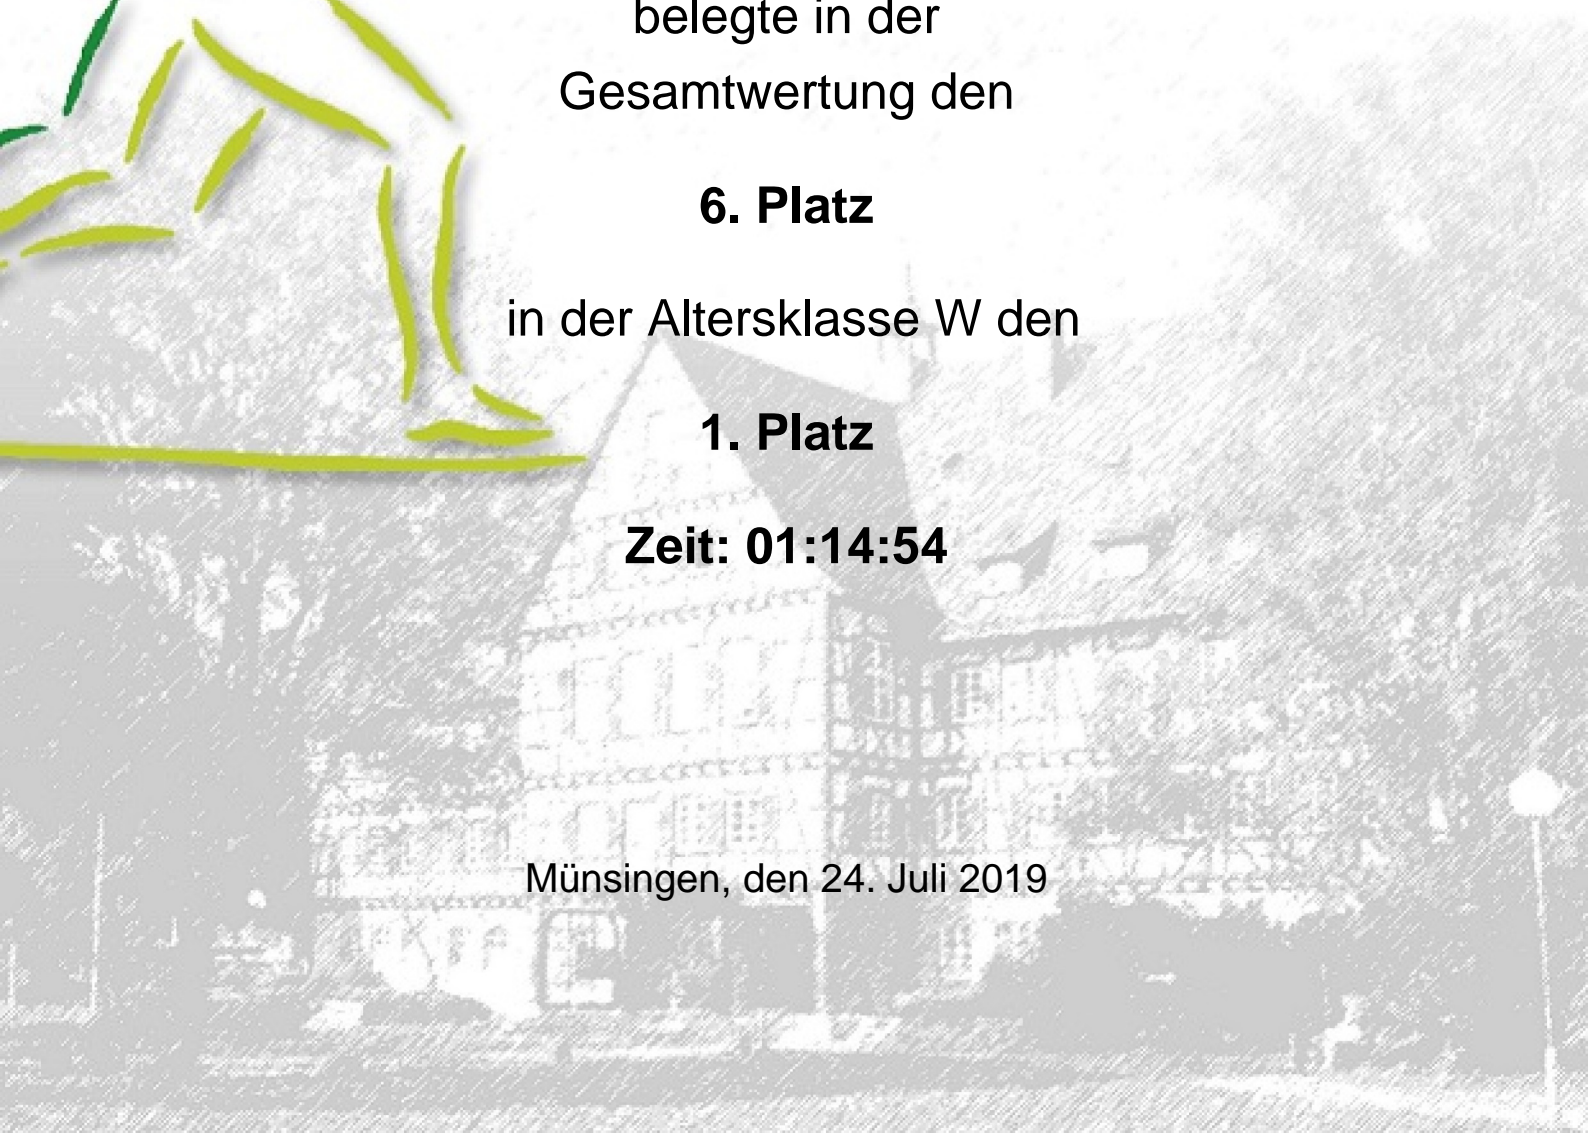 belegte in der
Gesamtwertung den
6. Platz
in der Altersklasse W den
1. Platz
Zeit: 01:14:54
Münsingen, den 24. Juli 2019